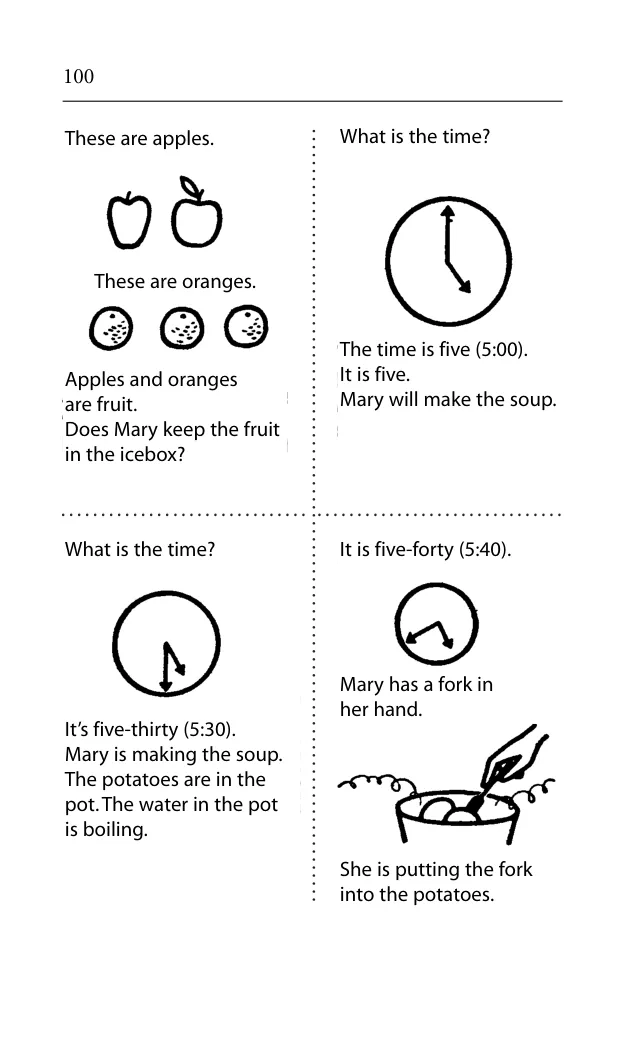 100
These are apples.
These are oranges.
Apples and oranges
are fruit.
Does Mary keep the fruit
in the icebox?
What is the time?
The time is five (5:00).
It is five.
Mary will make the soup.
What is the time?
It’s five-thirty (5:30).
Mary is making the soup.
The potatoes are in the
pot. The water in the pot
is boiling.
It is five-forty (5:40).
Mary has a fork in
her hand.
She is putting the fork
into the potatoes.